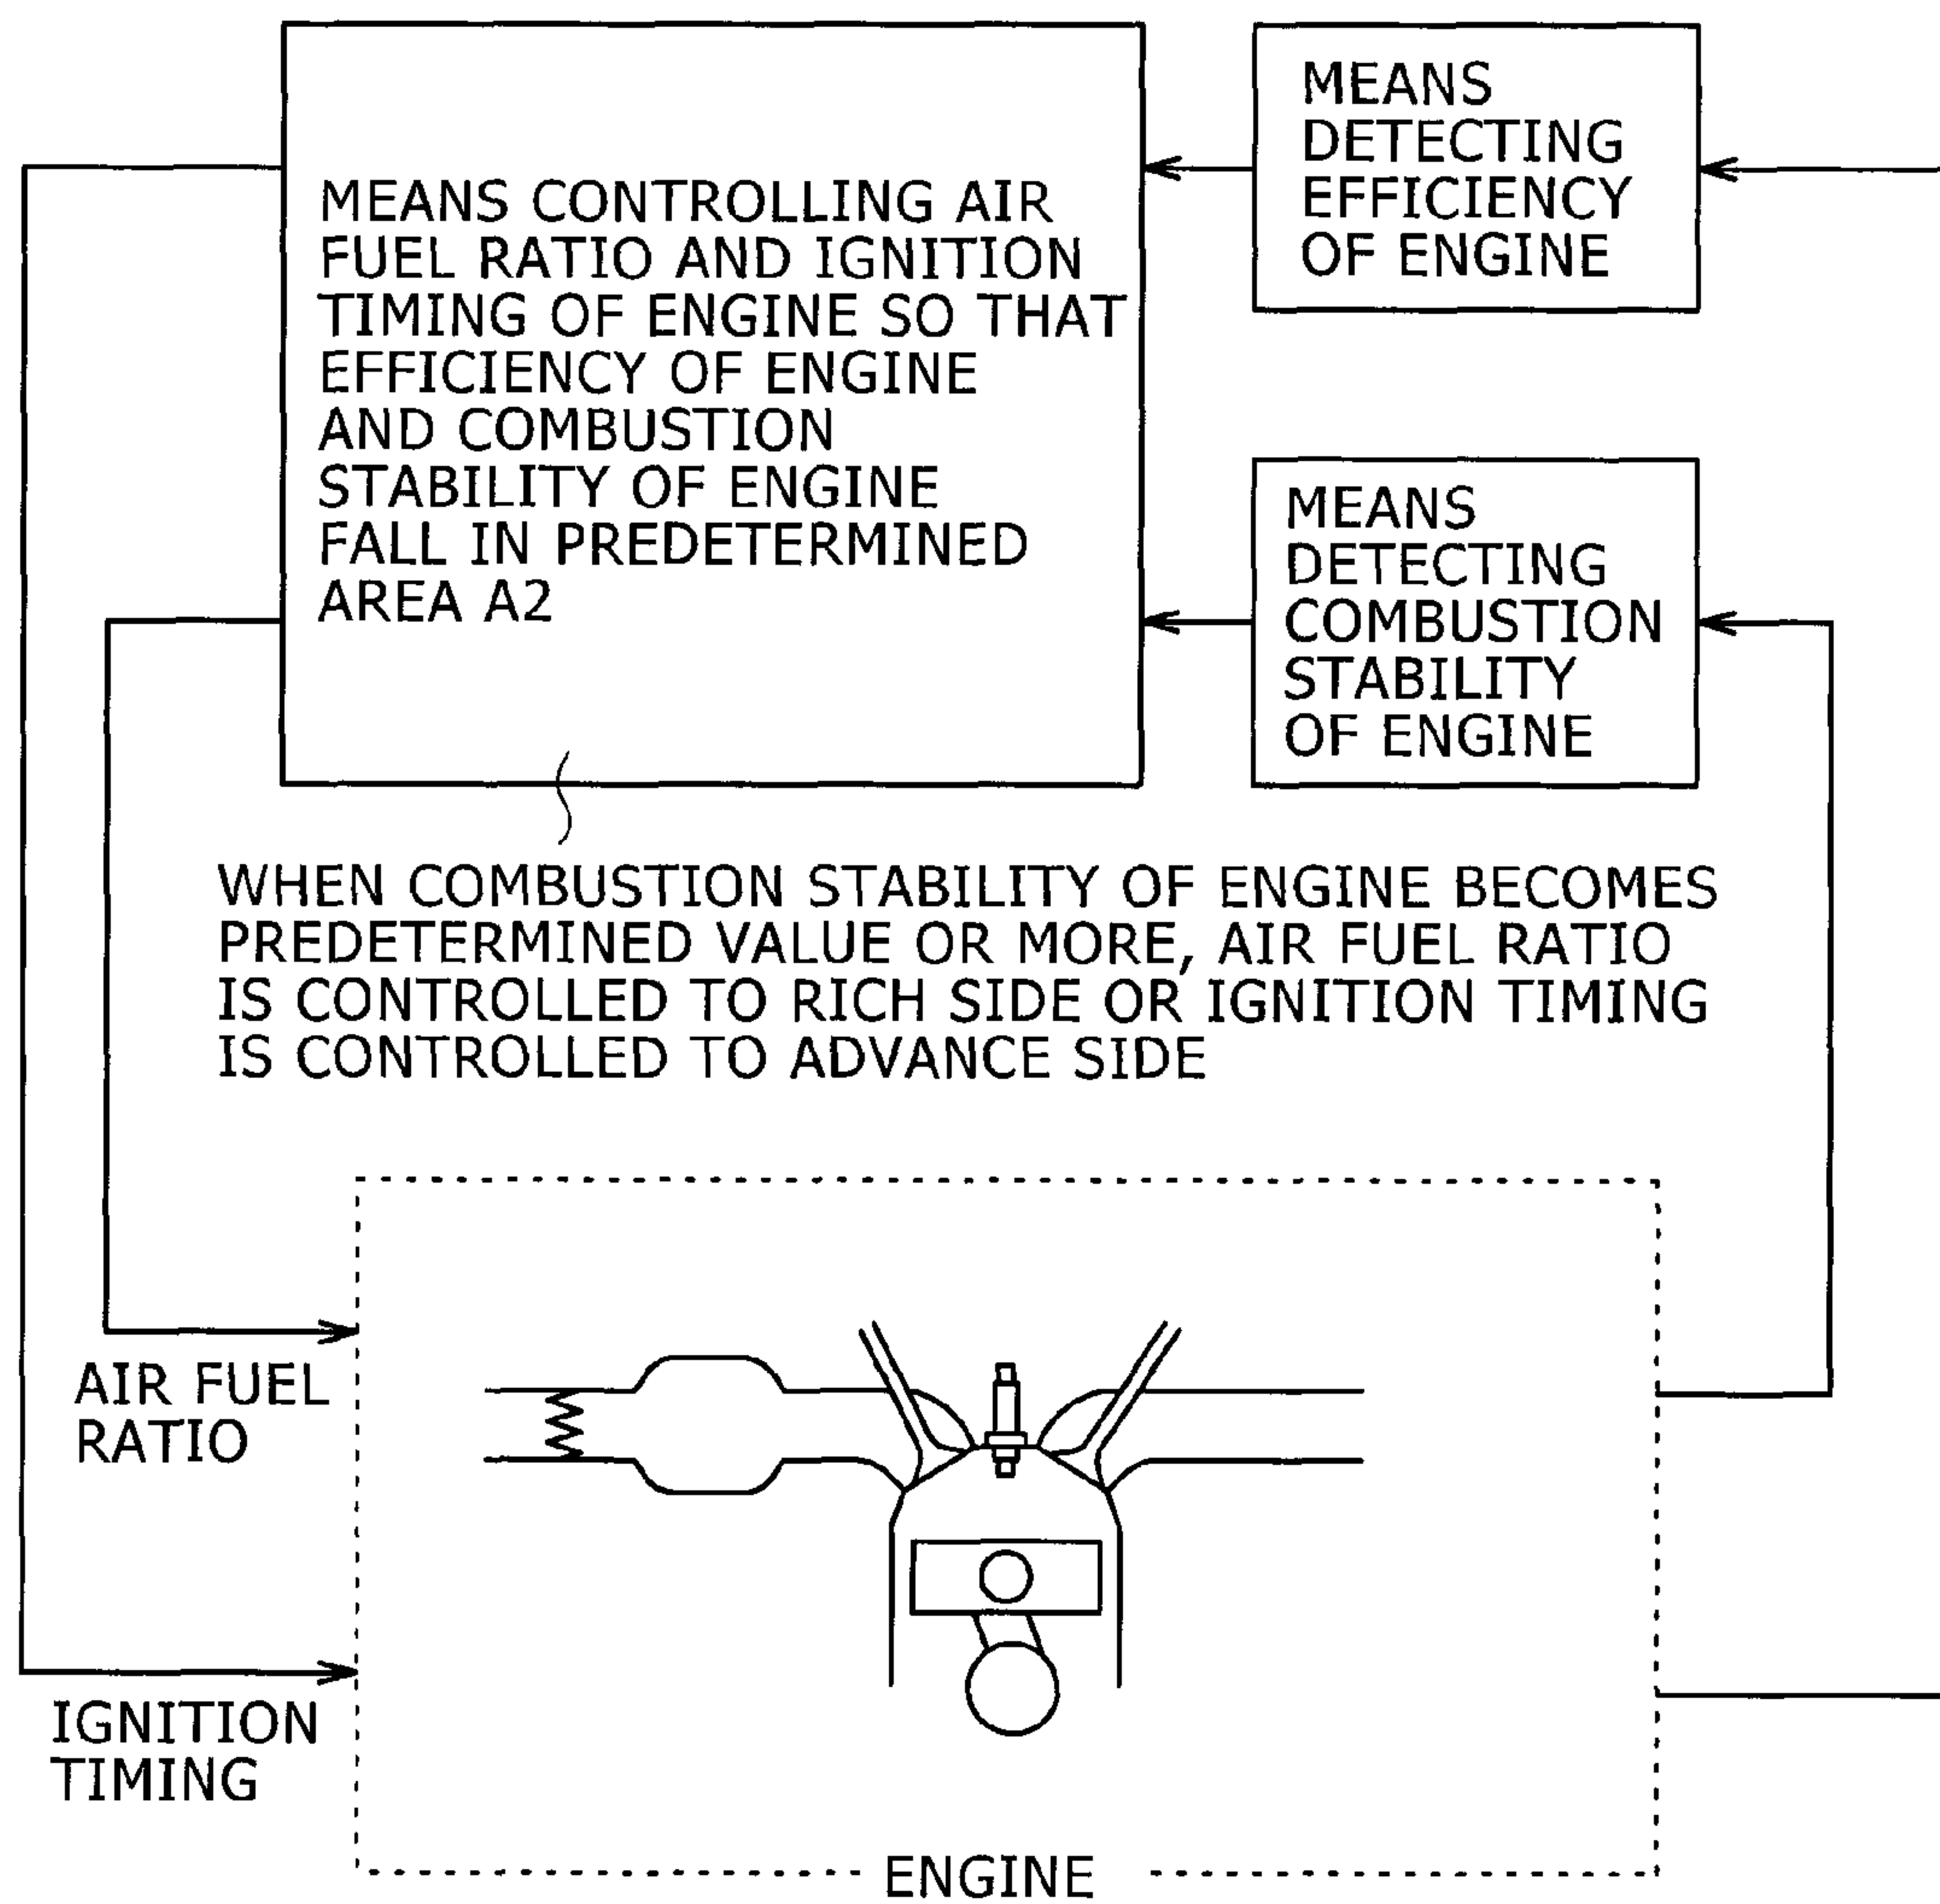 MEANS CONTROLLING AIR
FUEL RATIO AND IGNITION
TIMING OF ENGINE SO THAT
EFFICIENCY OF ENGINE
AND COMBUSTION
STABILITY OF ENGINE
FALL IN PREDETERMINED
AREA A2
MEANS
DETECTING
EFFICIENCY
OF ENGINE
MEANS
DETECTING
COMBUSTION
STABILITY
OF ENGINE
WHEN COMBUSTION STABILITY OF ENGINE BECOMES
PREDETERMINED VALUE OR MORE, AIR FUEL RATIO
IS CONTROLLED TO RICH SIDE OR IGNITION TIMING
IS CONTROLLED TO ADVANCE SIDE
AIR FUEL
RATIO
IGNITION
TIMING
ENGINE